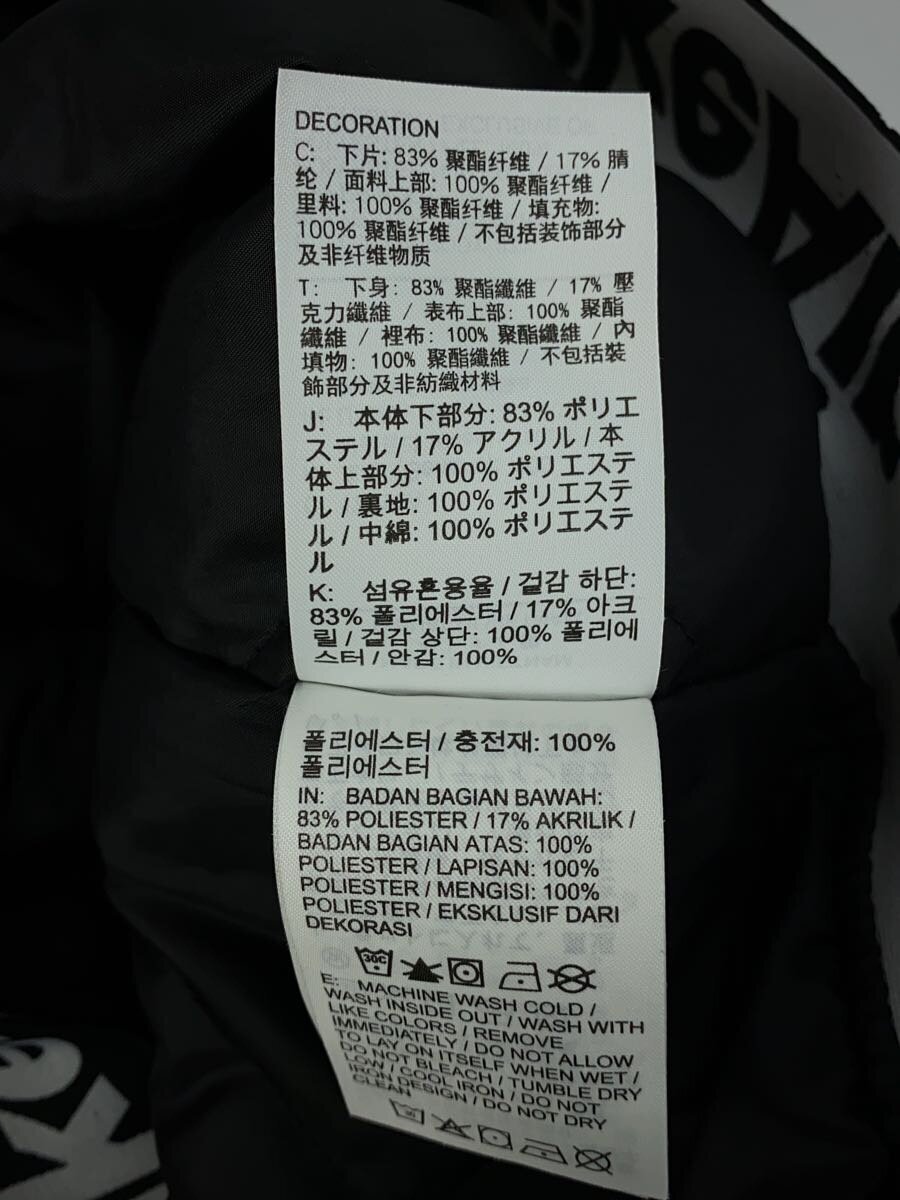 DECORATION
C: 下片: 83% 聚酯纤维 / 17% 腈
纶 / 面料上部: 100% 聚酯纤维 /
里料: 100% 聚酯纤维 / 填充物:
100% 聚酯纤维 / 不包括装饰部分
及非纤维物质
T: 下身: 83% 聚酯纖維 / 17% 壓
克力纖維 / 表布上部: 100% 聚酯
纖維 / 裡布: 100% 聚酯纖維 / 內
填物: 100% 聚酯纖維 / 不包括裝
飾部分及非紡織材料
J: 本体下部分: 83% ポリエ
ステル / 17% アクリル / 本
体上部分: 100% ポリエステ
ル / 裏地: 100% ポリエステ
ル / 中綿: 100% ポリエステ
ル
K: 섬유혼용율 / 겉감 하단:
83% 폴리에스터 / 17% 아크
릴 / 겉감 상단: 100% 폴리에
스터 / 안감: 100%
폴리에스터 / 충전재: 100%
폴리에스터
IN: BADAN BAGIAN BAWAH:
83% POLIESTER / 17% AKRILIK /
BADAN BAGIAN ATAS: 100%
POLIESTER / LAPISAN: 100%
POLIESTER / MENGISI: 100%
POLIESTER / EKSKLUSIF DARI
DEKORASI
30C
E: MACHINE WASH COLD /
WASH INSIDE OUT / WASH WITH
LIKE COLORS / REMOVE
IMMEDIATELY / DO NOT ALLOW
TO LAY ON ITSELF WHEN WET /
DO NOT BLEACH / TUMBLE DRY
LOW / COOL IRON / DO NOT
IRON DESIGN / DO NOT DRY
CLEAN